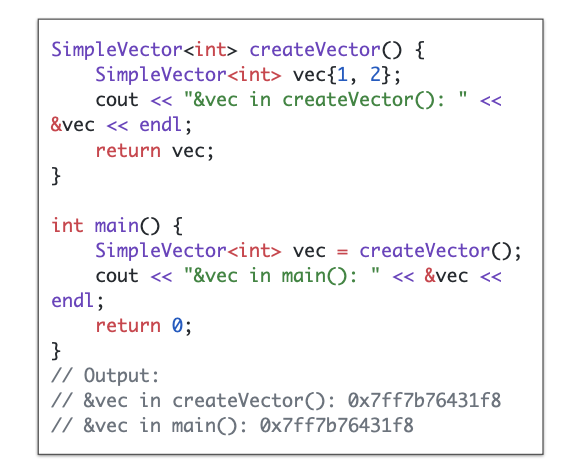 SimpleVector<int> createVector() {
    SimpleVector<int> vec{1, 2};
    cout << "&vec in createVector(): " <<
&vec << endl;
    return vec;
}

int main() {
    SimpleVector<int> vec = createVector();
    cout << "&vec in main(): " << &vec <<
endl;
    return 0;
}
// Output:
// &vec in createVector(): 0x7ff7b76431f8
// &vec in main(): 0x7ff7b76431f8